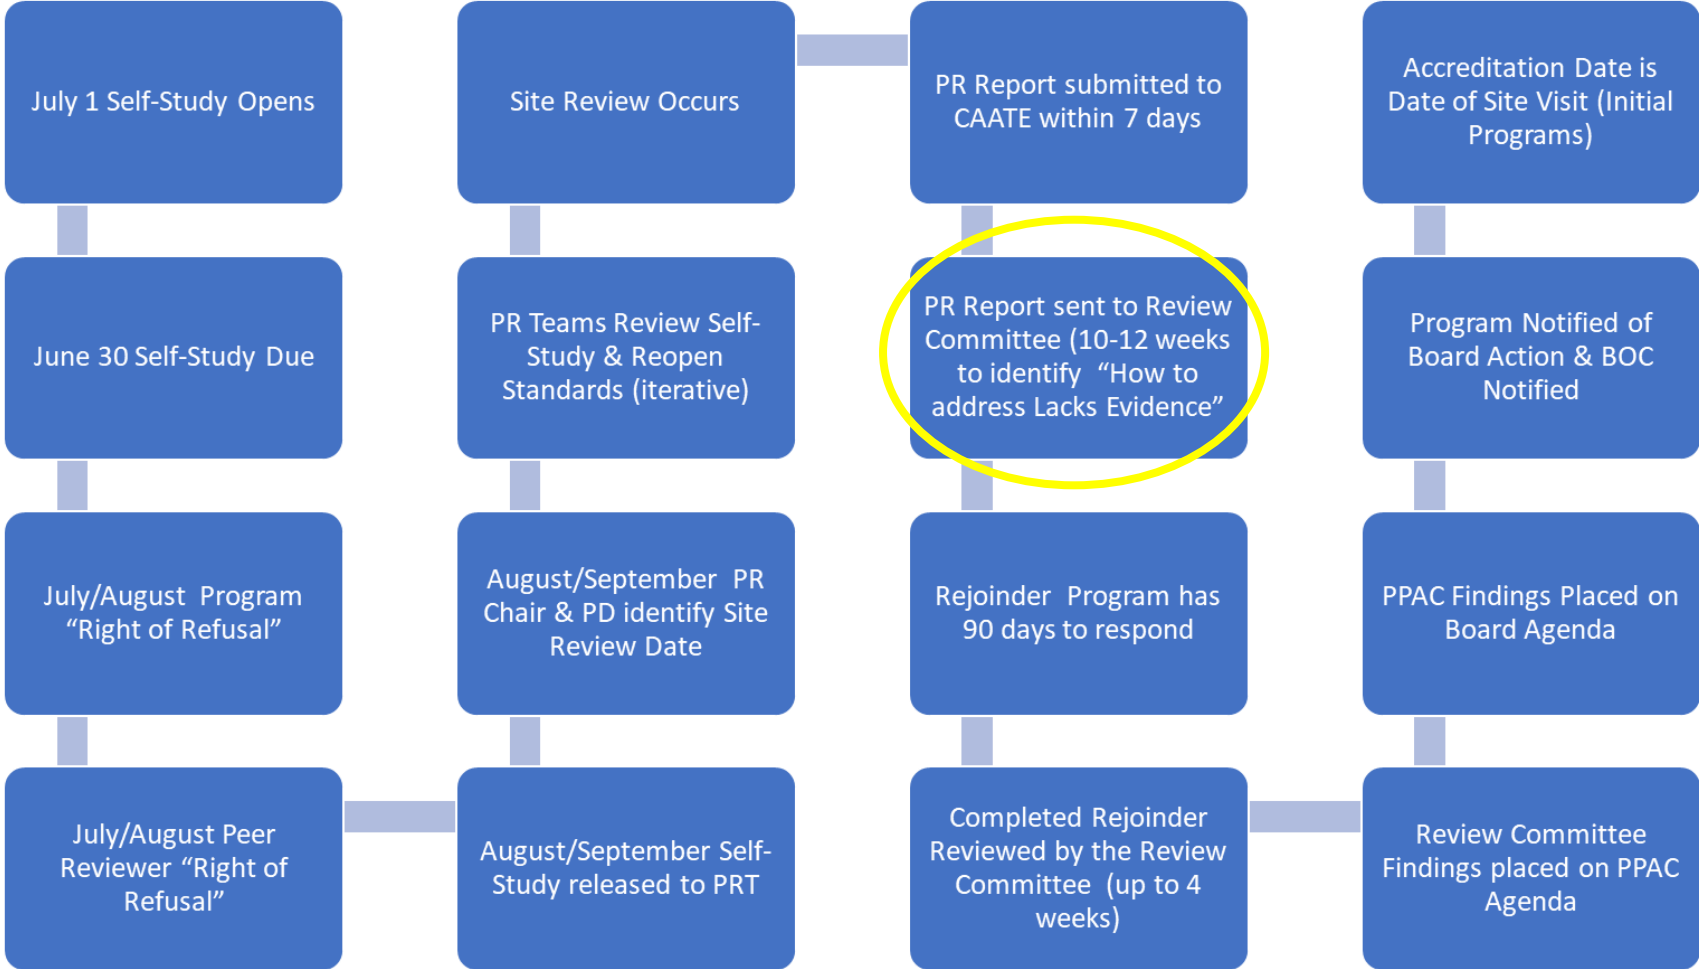 July 1 Self-Study Opens
June 30 Self-Study Due
July/August Program
“Right of Refusal”
July/August Peer
Reviewer “Right of
Refusal”
August/September Self-
Study released to PRT
August/September PR
Chair & PD identify Site
Review Date
PR Teams Review Self-
Study & Reopen
Standards (iterative)
Site Review Occurs
PR Report submitted to
CAATE within 7 days
PR Report sent to Review
Committee (10-12 weeks
to identify “How to
address Lacks Evidence”
Rejoinder Program has
90 days to respond
Completed Rejoinder
Reviewed by the Review
Committee (up to 4
weeks)
Review Committee
Findings placed on PPAC
Agenda
PPAC Findings Placed on
Board Agenda
Program Notified of
Board Action & BOC
Notified
Accreditation Date is
Date of Site Visit (Initial
Programs)